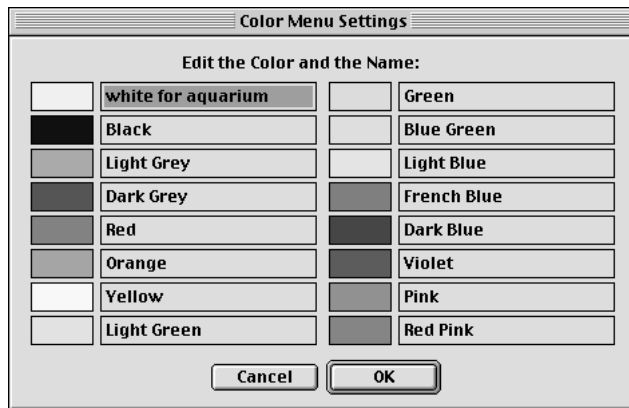 Color Menu Settings
Edit the Color and the Name:
white for aquarium
Black
Light Grey
Dark Grey
Red
Orange
Yellow
Light Green
Green
Blue Green
Light Blue
French Blue
Dark Blue
Violet
Pink
Red Pink
Cancel
OK